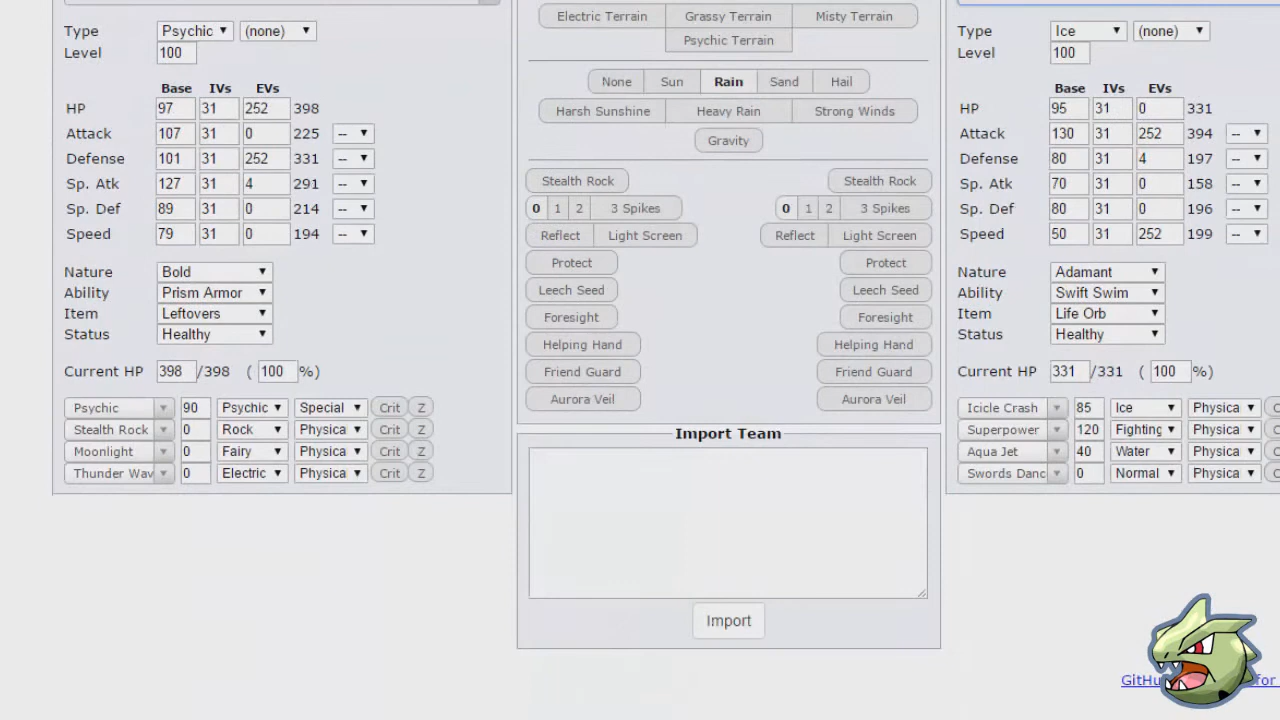 Electric Terrain Grassy Terrain Misty Terrain
Psychic Terrain
None Sun Rain Sand Hail
Harsh Sunshine Heavy Rain Strong Winds
Gravity
Type Psychic (none)
Level 100
Base IVs EVs
HP 97 31 252 398
Attack 107 31 0 225 --
Defense 101 31 252 331 --
Sp. Atk 127 31 4 291 --
Sp. Def 89 31 0 214 --
Speed 79 31 0 194 --
Nature Bold
Ability Prism Armor
Item Leftovers
Status Healthy
Current HP 398 /398 ( 100 %)
Psychic 90 Psychic Special Crit Z
Stealth Rock 0 Rock Physica Crit Z
Moonlight 0 Fairy Physica Crit Z
Thunder Wav 0 Electric Physica Crit Z
Stealth Rock Stealth Rock
0 1 2 3 Spikes 0 1 2 3 Spikes
Reflect Light Screen Reflect Light Screen
Protect Protect
Leech Seed Leech Seed
Foresight Foresight
Helping Hand Helping Hand
Friend Guard Friend Guard
Aurora Veil Aurora Veil
Import Team
Import
Type Ice (none)
Level 100
Base IVs EVs
HP 95 31 0 331
Attack 130 31 252 394 --
Defense 80 31 4 197 --
Sp. Atk 70 31 0 158 --
Sp. Def 80 31 0 196 --
Speed 50 31 252 199 --
Nature Adamant
Ability Swift Swim
Item Life Orb
Status Healthy
Current HP 331 /331 ( 100 %)
Icicle Crash 85 Ice Physica
Superpower 120 Fighting Physica
Aqua Jet 40 Water Physica
Swords Danc 0 Normal Physica
for